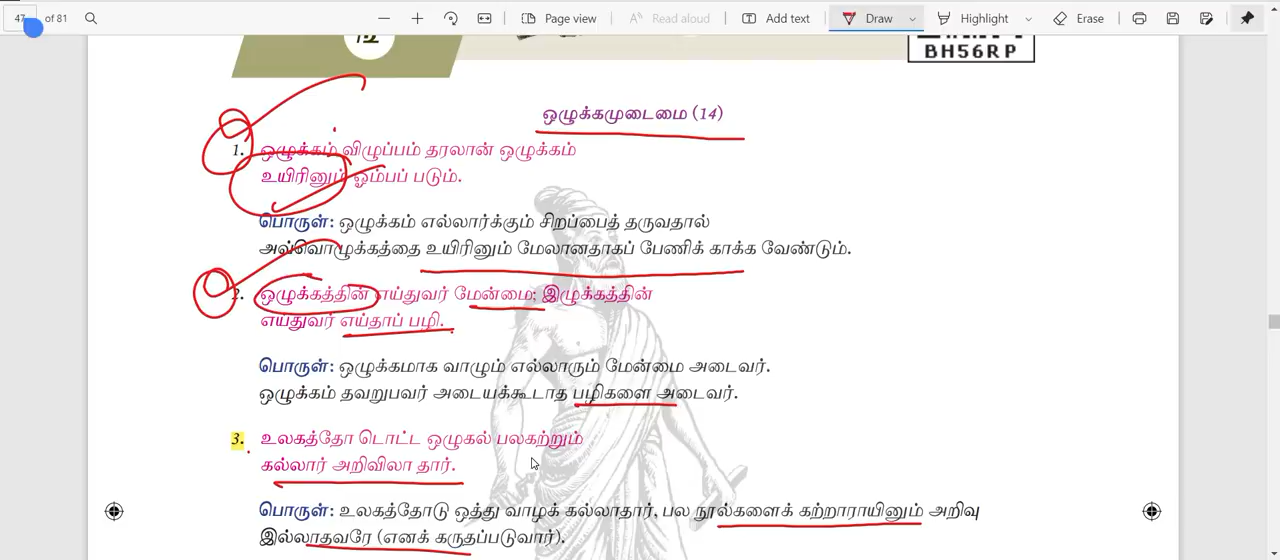 47 of 81 Page view Read aloud Add text Draw Highlight Erase
BH56RP
ஒழுக்கமுடைமை (14)
1. ஒழுக்கம் விழுப்பம் தரலான் ஒழுக்கம்
உயிரினும் ஓம்பப் படும்.
பொருள்: ஒழுக்கம் எல்லார்க்கும் சிறப்பைத் தருவதால்
அவ்வொழுக்கத்தை உயிரினும் மேலானதாகப் பேணிக் காக்க வேண்டும்.
2. ஒழுக்கத்தின் எய்துவர் மேன்மை; இழுக்கத்தின்
எய்துவர் எய்தாப் பழி.
பொருள்: ஒழுக்கமாக வாழும் எல்லாரும் மேன்மை அடைவர்.
ஒழுக்கம் தவறுபவர் அடையக்கூடாத பழிகளை அடைவர்.
3. உலகத்தோ டொட்ட ஒழுகல் பலகற்றும்
கல்லார் அறிவிலா தார்.
பொருள்: உலகத்தோடு ஒத்து வாழக் கல்லாதார், பல நூல்களைக் கற்றாராயினும் அறிவு
இல்லாதவரே (எனக் கருதப்படுவார்).